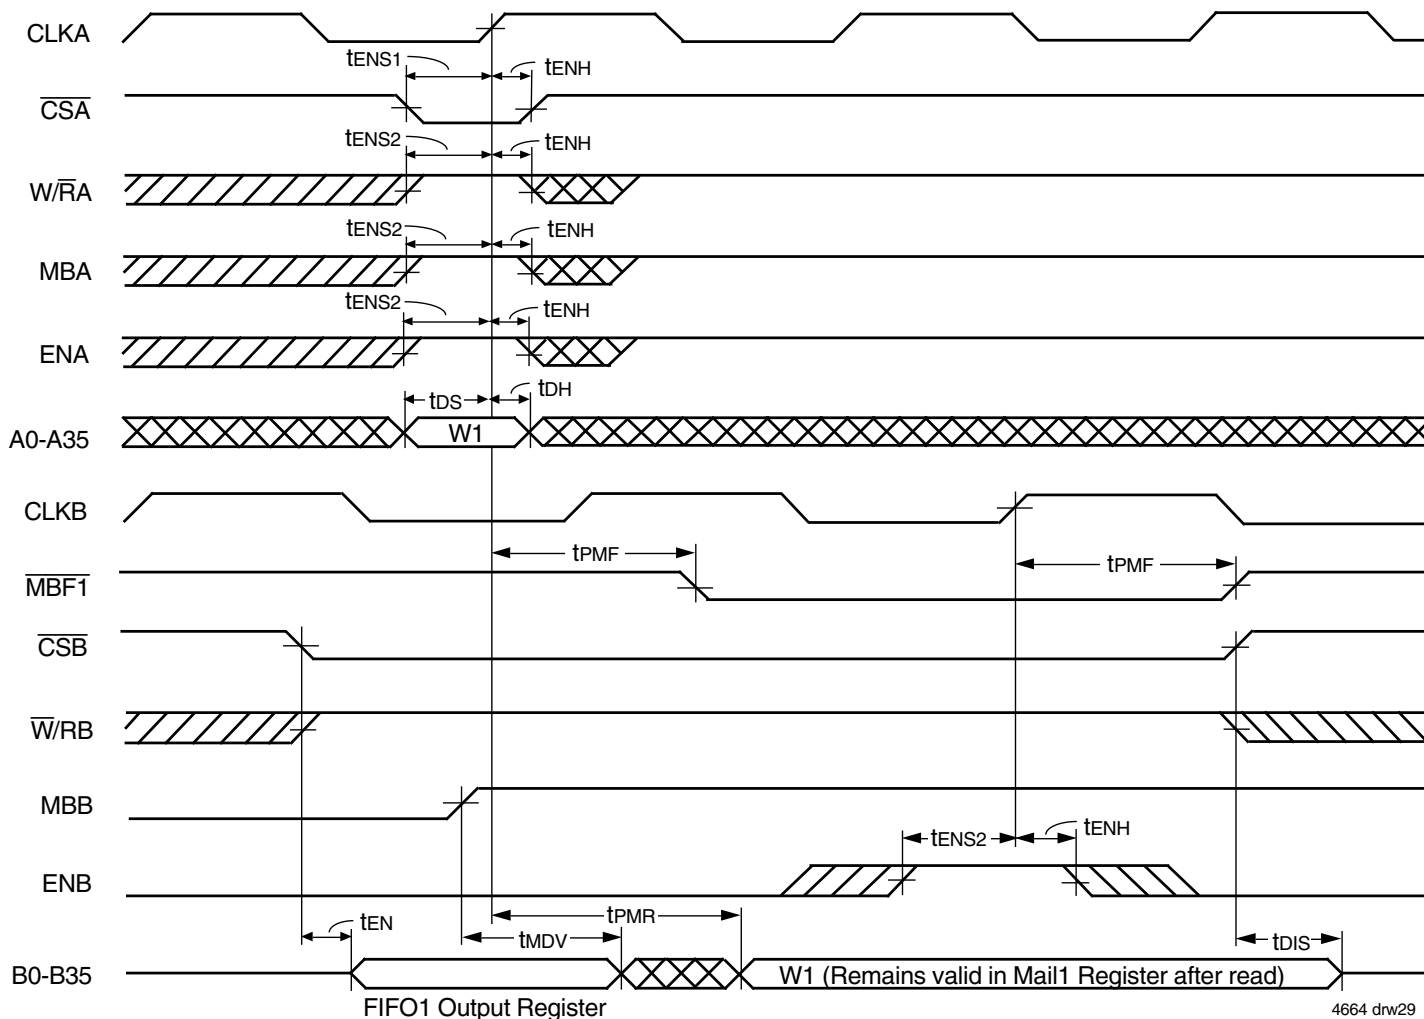 CLKA
tENS1
tENH
CSA
tENS2
tENH
W/RA
tENS2
tENH
MBA
tENS2
tENH
ENA
tDS
tDH
A0-A35
W1
CLKB
tPMF
tPMF
MBF1
CSB
W/RB
MBB
tENS2
tENH
ENB
tEN
tPMR
tMDV
tDIS
B0-B35
W1 (Remains valid in Mail1 Register after read)
FIFO1 Output Register
4664 drw29